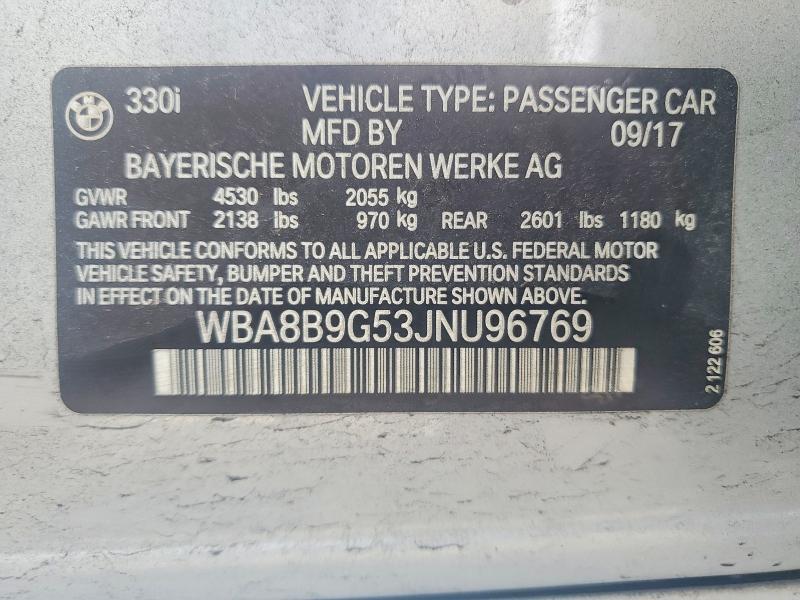 330i VEHICLE TYPE: PASSENGER CAR
MFD BY 09/17
BAYERISCHE MOTOREN WERKE AG
GVWR 4530 lbs 2055 kg
GAWR FRONT 2138 lbs 970 kg REAR 2601 lbs 1180 kg
THIS VEHICLE CONFORMS TO ALL APPLICABLE U.S. FEDERAL MOTOR
VEHICLE SAFETY, BUMPER AND THEFT PREVENTION STANDARDS
IN EFFECT ON THE DATE OF MANUFACTURE SHOWN ABOVE.
WBA8B9G53JNU96769
2 122 606